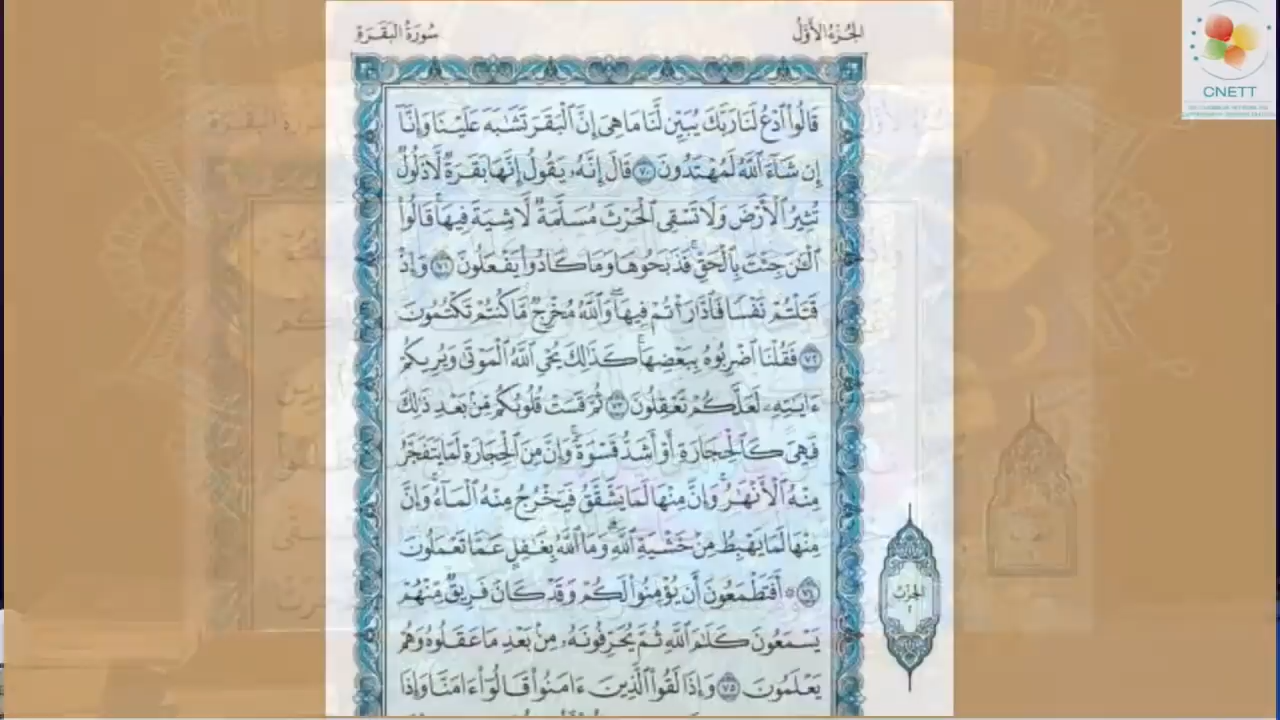 الجُزْءُ الأَوَّلُ
سُورَةُ البَقَرَةِ
CNETT
قَالُوا۟ ٱدْعُ لَنَا رَبَّكَ يُبَيِّن لَّنَا مَا هِىَ إِنَّ ٱلْبَقَرَ تَشَٰبَهَ عَلَيْنَا وَإِنَّآ
إِن شَآءَ ٱللَّهُ لَمُهْتَدُونَ ٧٠ قَالَ إِنَّهُۥ يَقُولُ إِنَّهَا بَقَرَةٌ لَّا ذَلُولٌ
تُثِيرُ ٱلْأَرْضَ وَلَا تَسْقِى ٱلْحَرْثَ مُسَلَّمَةٌ لَّا شِيَةَ فِيهَا ۚ قَالُوا۟
ٱلْـَٰٔنَ جِئْتَ بِٱلْحَقِّ ۚ فَذَبَحُوهَا وَمَا كَادُوا۟ يَفْعَلُونَ ٧١ وَإِذْ
قَتَلْتُمْ نَفْسًا فَٱدَّٰرَْٰٔتُمْ فِيهَا ۖ وَٱللَّهُ مُخْرِجٌ مَّا كُنتُمْ تَكْتُمُونَ
٧٢ فَقُلْنَا ٱضْرِبُوهُ بِبَعْضِهَا ۚ كَذَٰلِكَ يُحْىِ ٱللَّهُ ٱلْمَوْتَىٰ وَيُرِيكُمْ
ءَايَٰتِهِۦ لَعَلَّكُمْ تَعْقِلُونَ ٧٣ ثُمَّ قَسَتْ قُلُوبُكُم مِّنۢ بَعْدِ ذَٰلِكَ
فَهِىَ كَٱلْحِجَارَةِ أَوْ أَشَدُّ قَسْوَةً ۚ وَإِنَّ مِنَ ٱلْحِجَارَةِ لَمَا يَتَفَجَّرُ
مِنْهُ ٱلْأَنْهَٰرُ ۚ وَإِنَّ مِنْهَا لَمَا يَشَّقَّقُ فَيَخْرُجُ مِنْهُ ٱلْمَآءُ ۚ وَإِنَّ
مِنْهَا لَمَا يَهْبِطُ مِنْ خَشْيَةِ ٱللَّهِ ۗ وَمَا ٱللَّهُ بِغَٰفِلٍ عَمَّا تَعْمَلُونَ
٧٤ ۞ أَفَتَطْمَعُونَ أَن يُؤْمِنُوا۟ لَكُمْ وَقَدْ كَانَ فَرِيقٌ مِّنْهُمْ
يَسْمَعُونَ كَلَٰمَ ٱللَّهِ ثُمَّ يُحَرِّفُونَهُۥ مِنۢ بَعْدِ مَا عَقَلُوهُ وَهُمْ
يَعْلَمُونَ ٧٥ وَإِذَا لَقُوا۟ ٱلَّذِينَ ءَامَنُوا۟ قَالُوٓا۟ ءَامَنَّا وَإِذَا
الحِزْبُ
٢